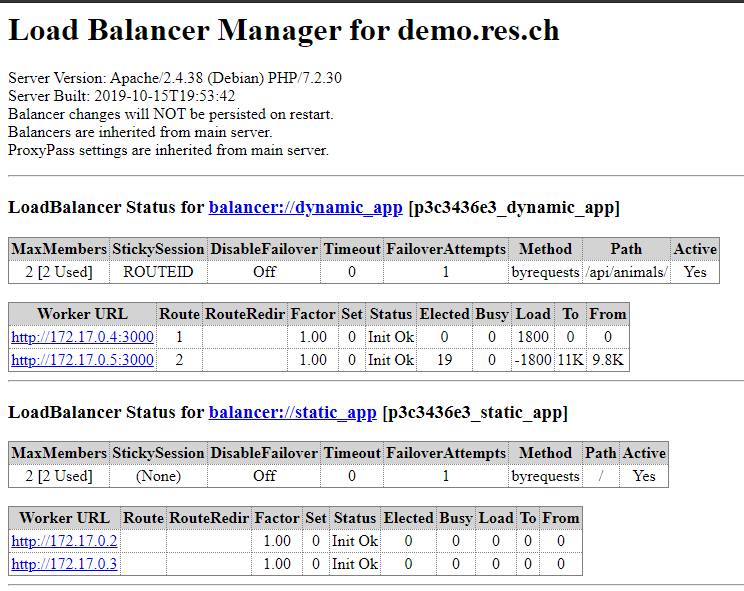 Load Balancer Manager for demo.res.ch
Server Version: Apache/2.4.38 (Debian) PHP/7.2.30
Server Built: 2019-10-15T19:53:42
Balancer changes will NOT be persisted on restart.
Balancers are inherited from main server.
ProxyPass settings are inherited from main server.
LoadBalancer Status for balancer://dynamic_app [p3c3436e3_dynamic_app]
MaxMembers StickySession DisableFailover Timeout FailoverAttempts Method Path Active
2 [2 Used] ROUTEID Off 0 1 byrequests /api/animals/ Yes
Worker URL Route RouteRedir Factor Set Status Elected Busy Load To From
http://172.17.0.4:3000 1 1.00 0 Init Ok 0 0 1800 0 0
http://172.17.0.5:3000 2 1.00 0 Init Ok 19 0 -1800 11K 9.8K
LoadBalancer Status for balancer://static_app [p3c3436e3_static_app]
MaxMembers StickySession DisableFailover Timeout FailoverAttempts Method Path Active
2 [2 Used] (None) Off 0 1 byrequests / Yes
Worker URL Route RouteRedir Factor Set Status Elected Busy Load To From
http://172.17.0.2 1.00 0 Init Ok 0 0 0 0 0
http://172.17.0.3 1.00 0 Init Ok 0 0 0 0 0